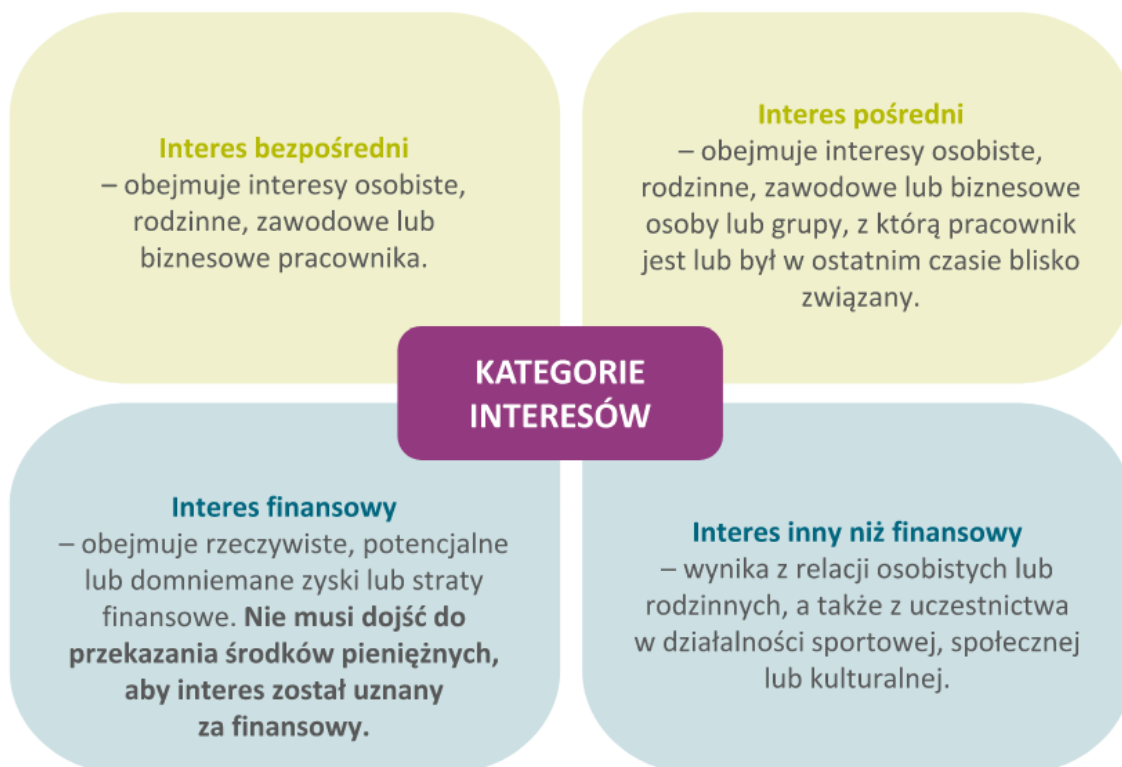 Interes bezpośredni
– obejmuje interesy osobiste,
rodzinne, zawodowe lub
biznesowe pracownika.
Interes pośredni
– obejmuje interesy osobiste,
rodzinne, zawodowe lub biznesowe
osoby lub grupy, z którą pracownik
jest lub był w ostatnim czasie blisko
związany.
KATEGORIE
INTERESÓW
Interes finansowy
– obejmuje rzeczywiste, potencjalne
lub domniemane zyski lub straty
finansowe. Nie musi dojść do
przekazania środków pieniężnych,
aby interes został uznany
za finansowy.
Interes inny niż finansowy
– wynika z relacji osobistych lub
rodzinnych, a także z uczestnictwa
w działalności sportowej, społecznej
lub kulturalnej.